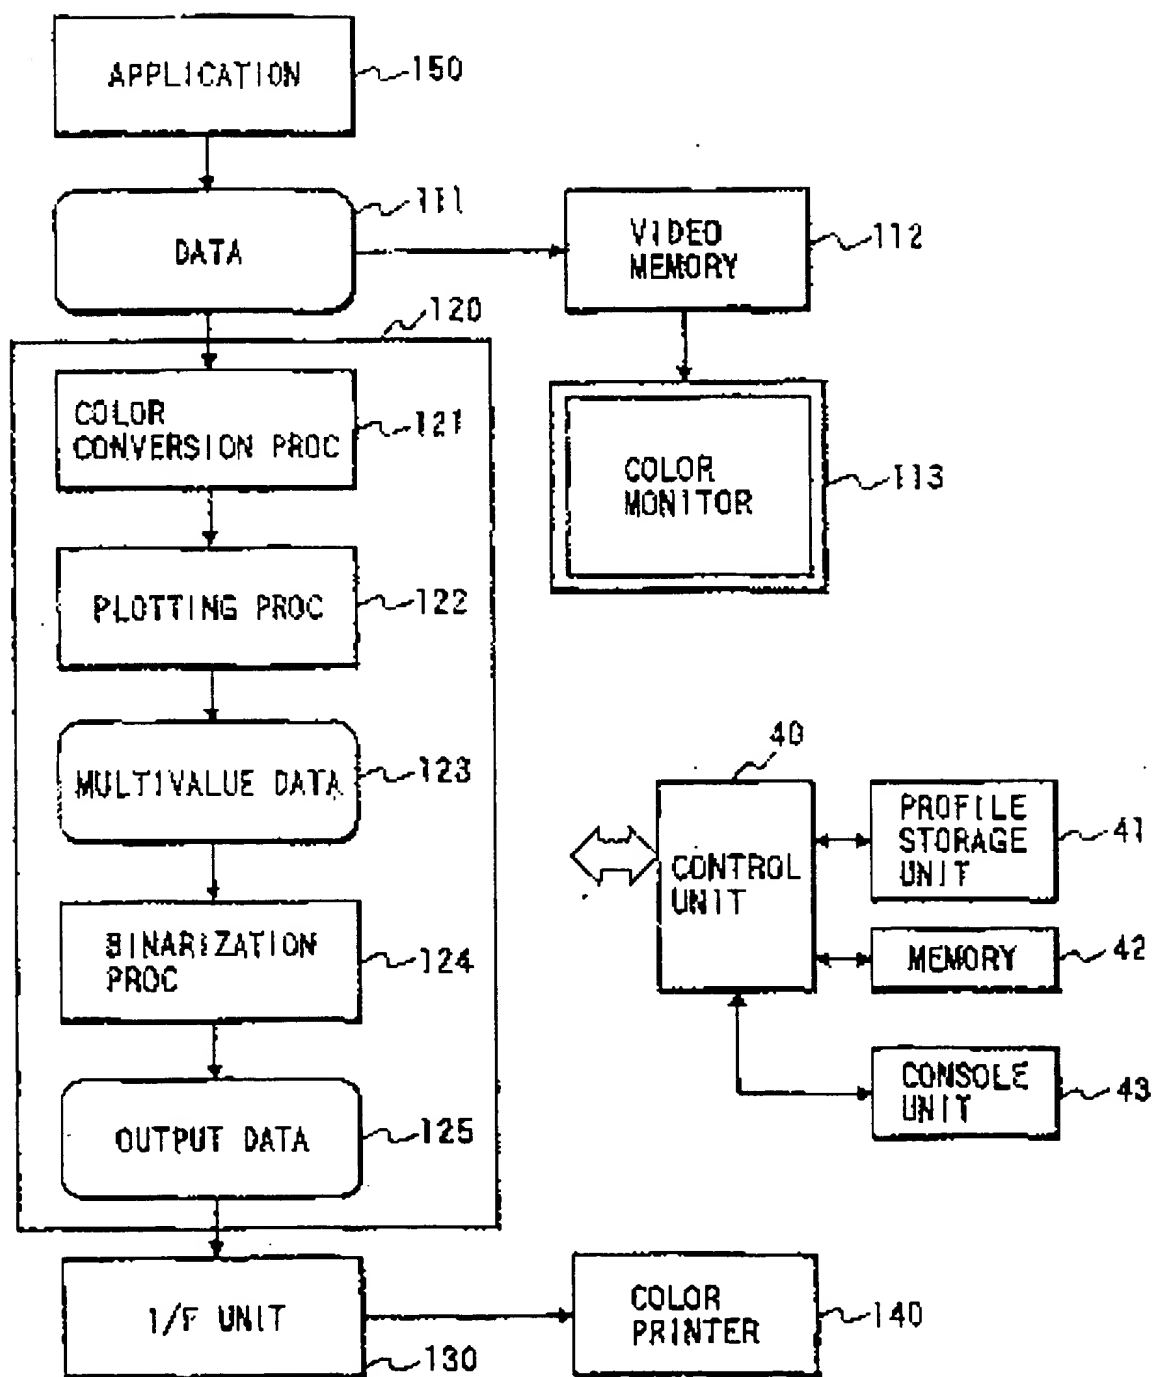 APPLICATION
150
111
DATA
VIDEO
MEMORY
112
120
COLOR
CONVERSION PROC
121
COLOR
MONITOR
113
PLOTTING PROC
122
MULTIVALUE DATA
123
40
CONTROL
UNIT
PROFILE
STORAGE
UNIT
41
BINARIZATION
PROC
124
MEMORY
42
OUTPUT DATA
125
CONSOLE
UNIT
43
I/F UNIT
130
COLOR
PRINTER
140